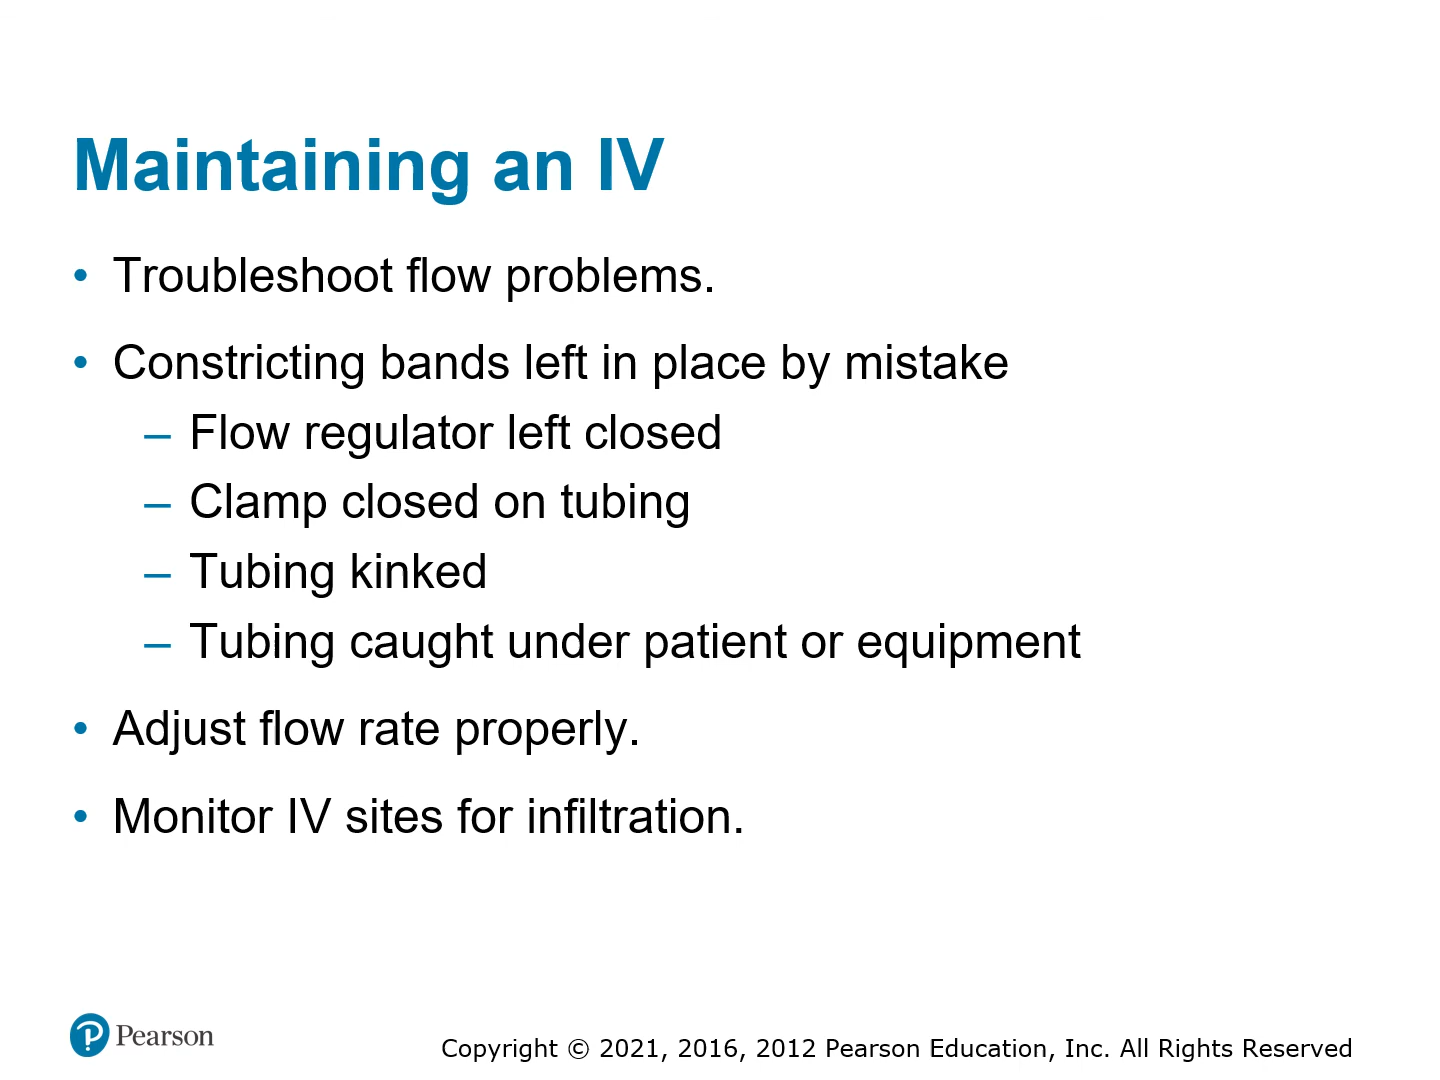 Maintaining an IV
• Troubleshoot flow problems.
• Constricting bands left in place by mistake
– Flow regulator left closed
– Clamp closed on tubing
– Tubing kinked
– Tubing caught under patient or equipment
• Adjust flow rate properly.
• Monitor IV sites for infiltration.
P Pearson
Copyright © 2021, 2016, 2012 Pearson Education, Inc. All Rights Reserved